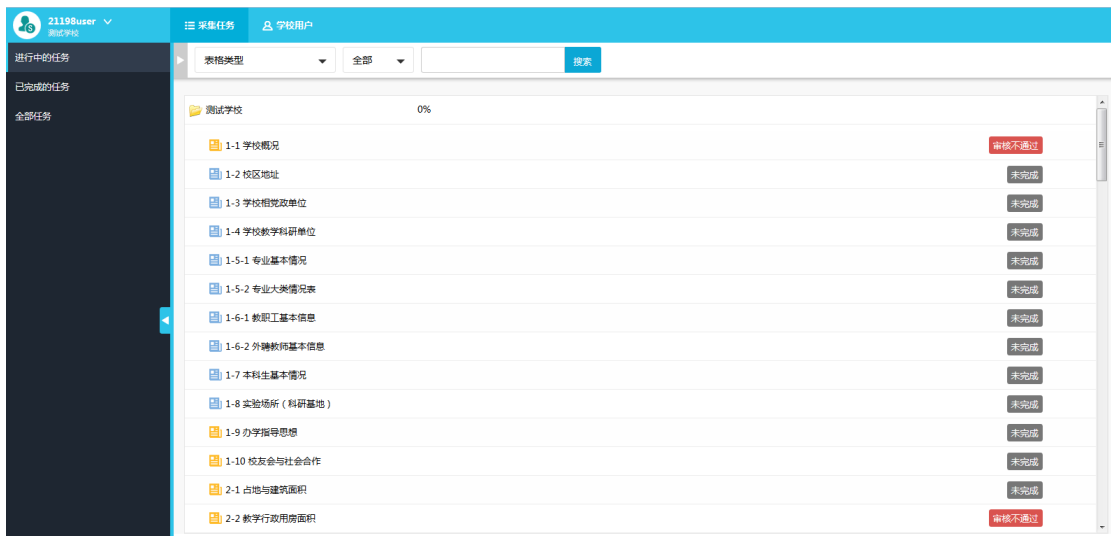 21198user
测试学校
采集任务
学校用户
进行中的任务
已完成的任务
全部任务
表格类型
全部
搜索
测试学校 0%
1-1 学校概况 审核不通过
1-2 校区地址 未完成
1-3 学校相党政单位 未完成
1-4 学校教学科研单位 未完成
1-5-1 专业基本情况 未完成
1-5-2 专业大类情况表 未完成
1-6-1 教职工基本信息 未完成
1-6-2 外聘教师基本信息 未完成
1-7 本科生基本情况 未完成
1-8 实验场所（科研基地） 未完成
1-9 办学指导思想 未完成
1-10 校友会与社会合作 未完成
2-1 占地与建筑面积 未完成
2-2 教学行政用房面积 审核不通过